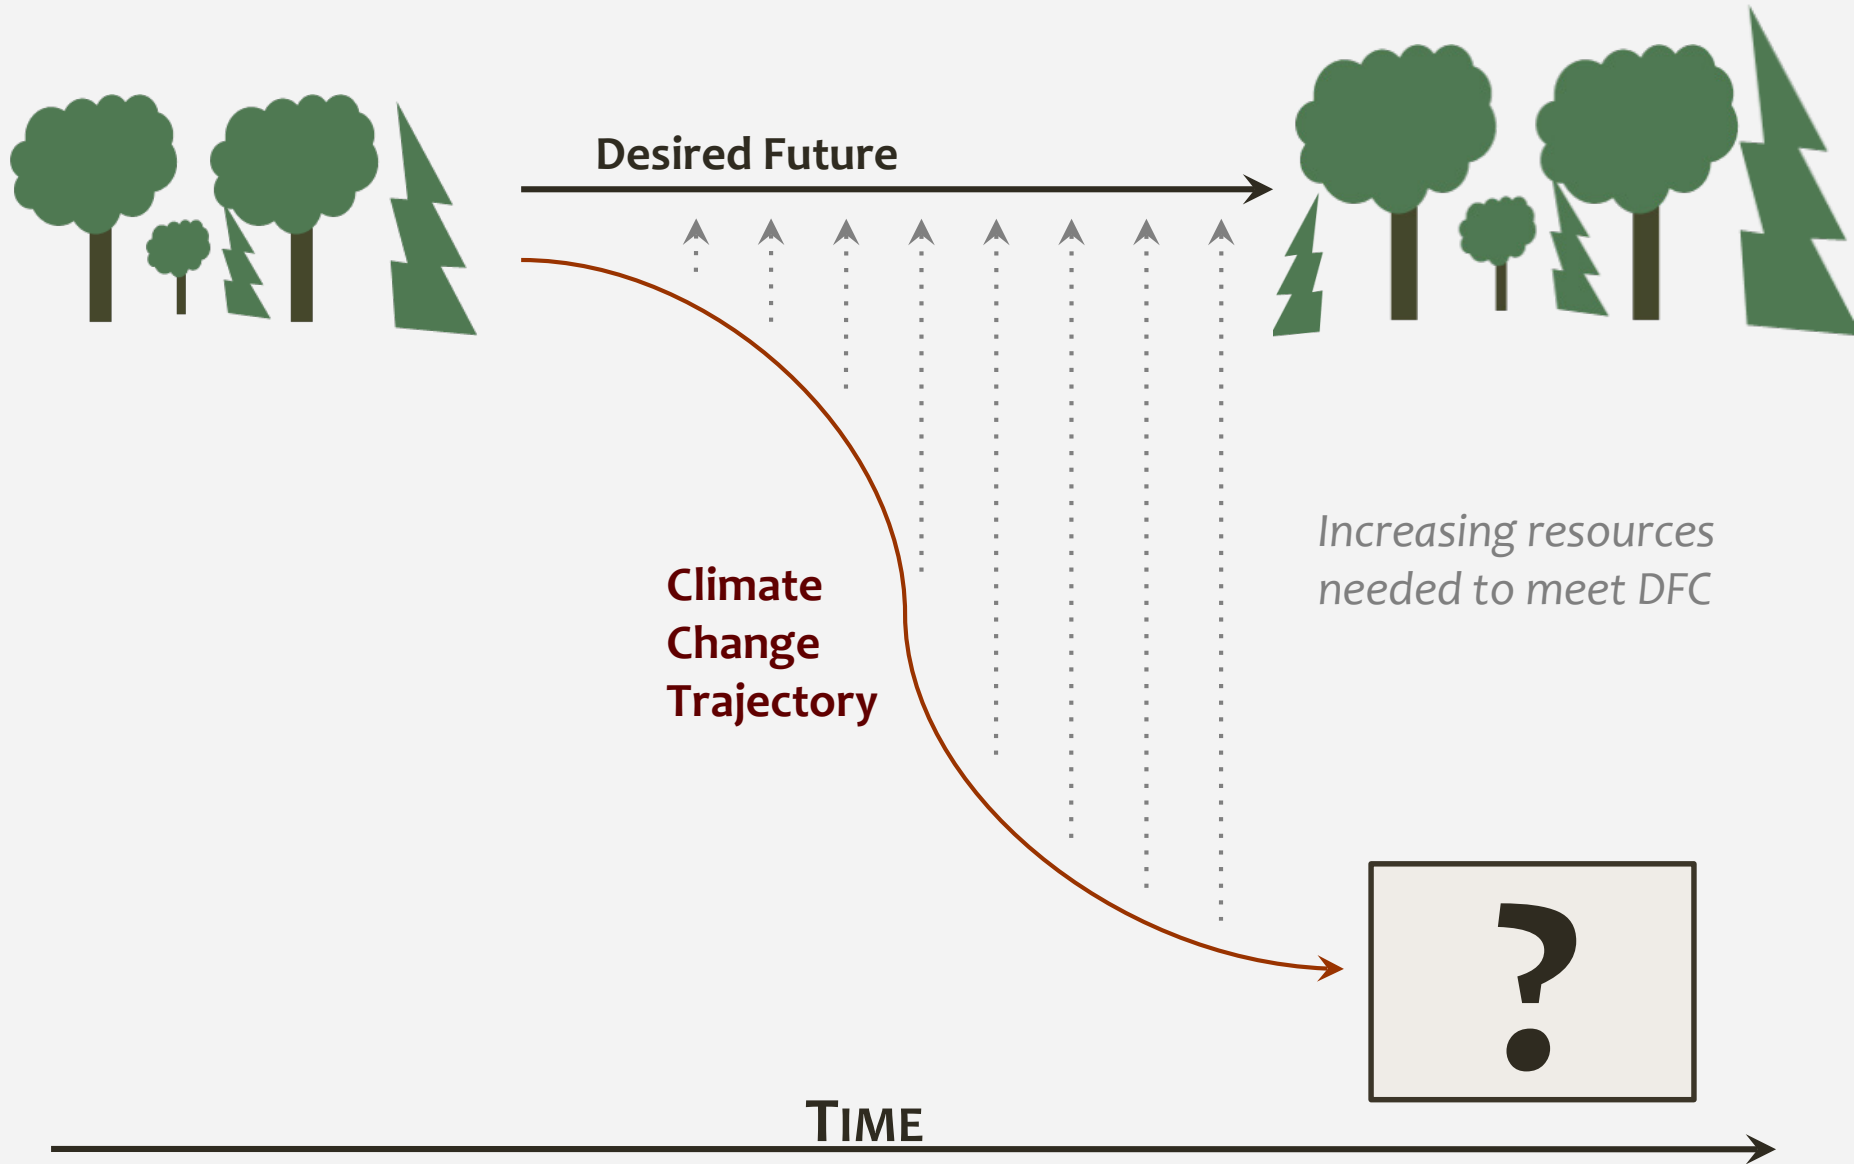 Desired Future
Increasing resources
needed to meet DFC
Climate
Change
Trajectory
?
TIME